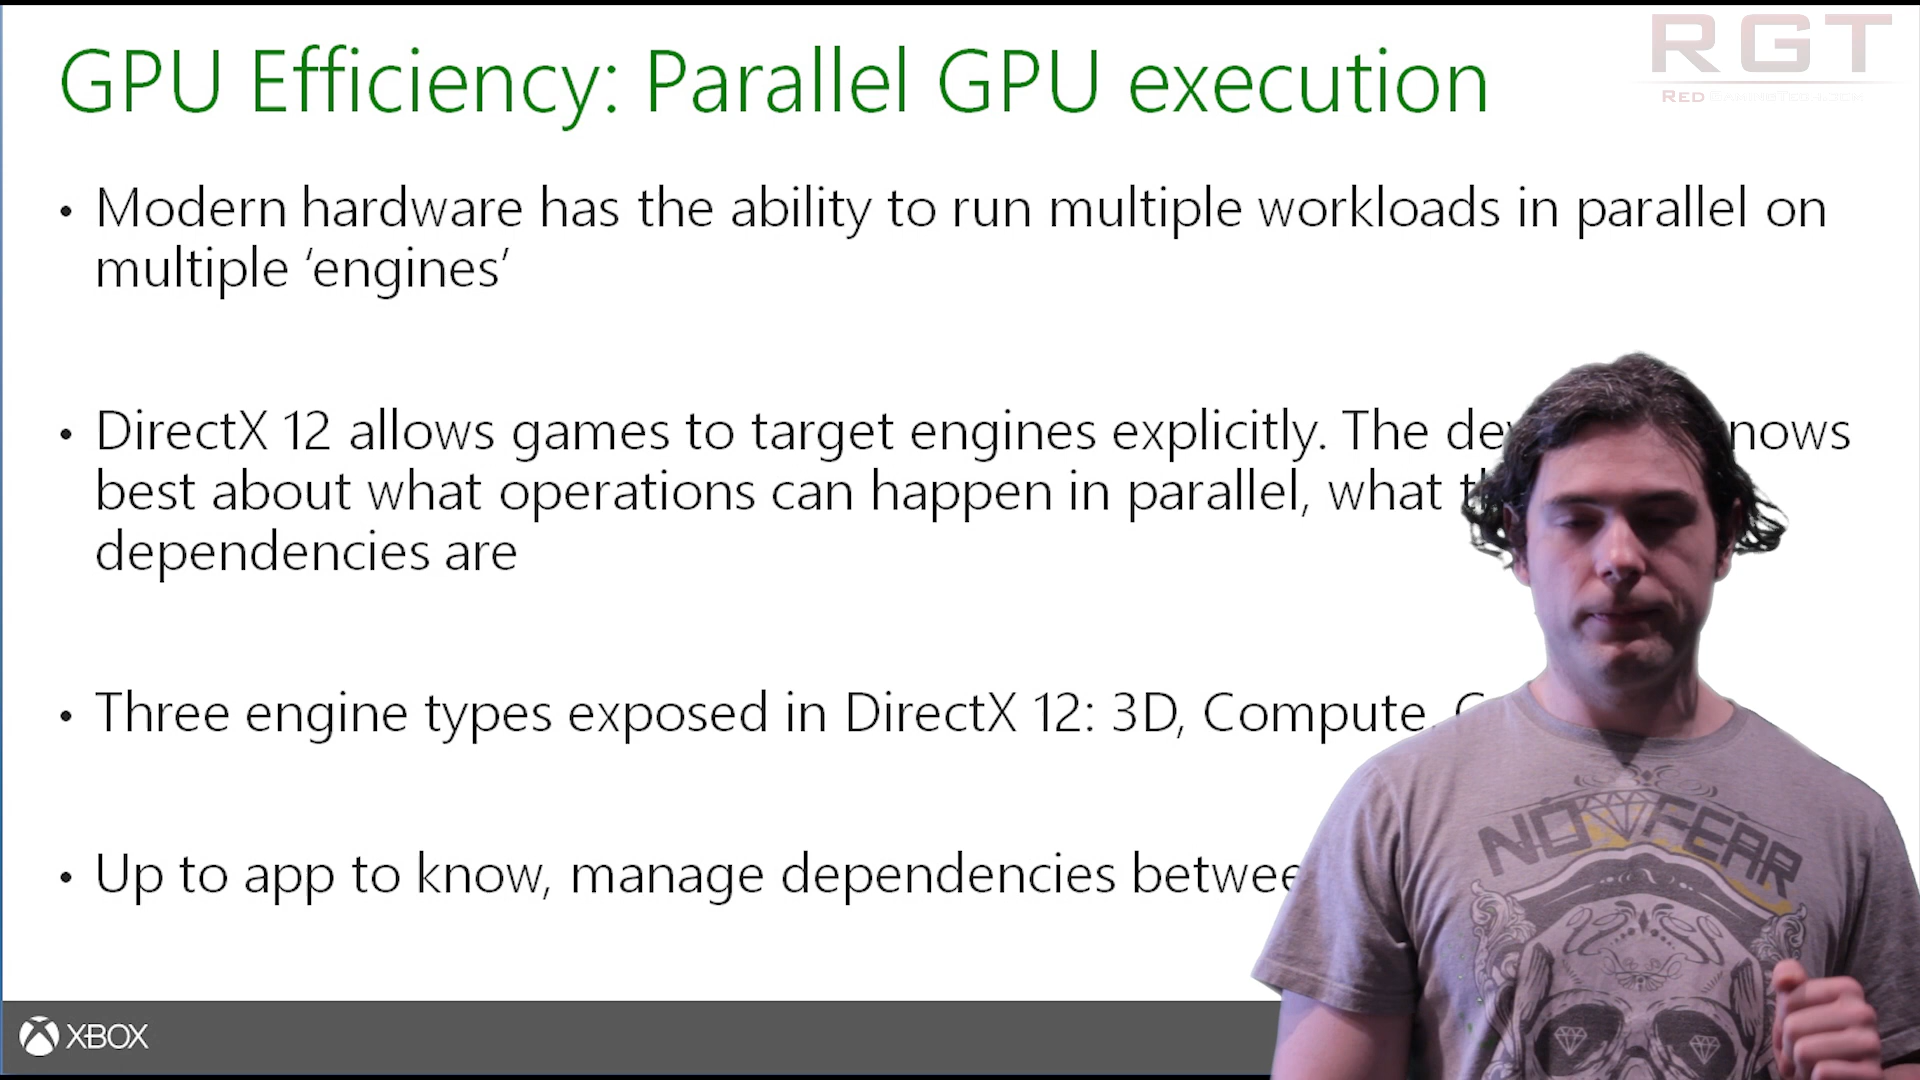 RGT
RED GAMINGTECH.COM
GPU Efficiency: Parallel GPU execution
• Modern hardware has the ability to run multiple workloads in parallel on
multiple ‘engines’
• DirectX 12 allows games to target engines explicitly. The
best about what operations can happen in parallel, what
dependencies are
• Three engine types exposed in DirectX 12: 3D, Compute,
• Up to app to know, manage dependencies
NO FEAR
XBOX